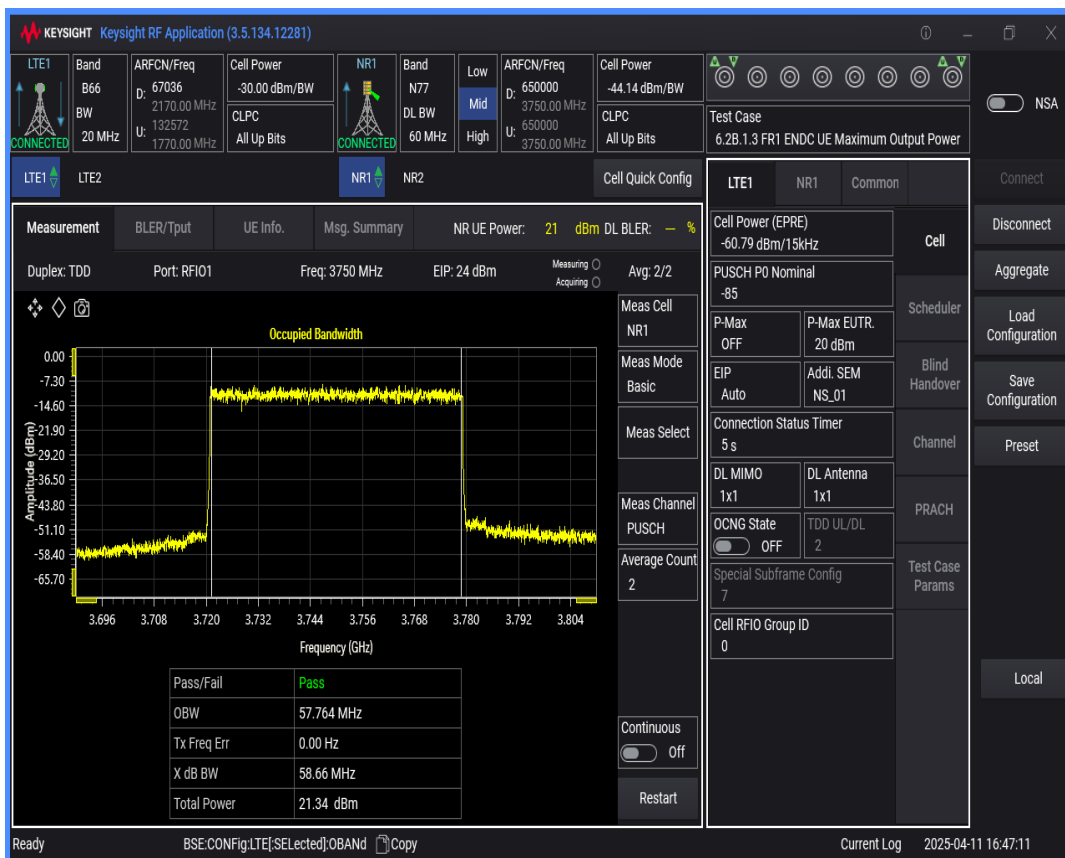 KEYSIGHT Keysight RF Application (3.5.134.12281)
LTE1
CONNECTED
Band
B66
BW
20 MHz
ARFCN/Freq
D: 67036
2170.00 MHz
U: 132572
1770.00 MHz
Cell Power
-30.00 dBm/BW
CLPC
All Up Bits
NR1
CONNECTED
Band
N77
DL BW
60 MHz
Low
Mid
High
ARFCN/Freq
D: 650000
3750.00 MHz
U: 650000
3750.00 MHz
Cell Power
-44.14 dBm/BW
CLPC
All Up Bits
Test Case
6.2B.1.3 FR1 ENDC UE Maximum Output Power
NSA
LTE1 LTE2 NR1 NR2 Cell Quick Config
Measurement BLER/Tput UE Info. Msg. Summary NR UE Power: 21 dBm DL BLER: — %
Duplex: TDD Port: RFIO1 Freq: 3750 MHz EIP: 24 dBm Measuring Avg: 2/2
Acquiring
Occupied Bandwidth
Amplitude (dBm)
0.00
-7.30
-14.60
-21.90
-29.20
-36.50
-43.80
-51.10
-58.40
-65.70
3.696 3.708 3.720 3.732 3.744 3.756 3.768 3.780 3.792 3.804
Frequency (GHz)
Pass/Fail Pass
OBW 57.764 MHz
Tx Freq Err 0.00 Hz
X dB BW 58.66 MHz
Total Power 21.34 dBm
Meas Cell
NR1
Meas Mode
Basic
Meas Select
Meas Channel
PUSCH
Average Count
2
Continuous
Off
Restart
LTE1 NR1 Common
Cell Power (EPRE)
-60.79 dBm/15kHz
PUSCH P0 Nominal
-85
P-Max
OFF
P-Max EUTR.
20 dBm
EIP
Auto
Addi. SEM
NS_01
Connection Status Timer
5 s
DL MIMO
1x1
DL Antenna
1x1
OCNG State
OFF
TDD UL/DL
2
Special Subframe Config
7
Cell RFIO Group ID
0
Cell
Scheduler
Blind
Handover
Channel
PRACH
Test Case
Params
Connect
Disconnect
Aggregate
Load
Configuration
Save
Configuration
Preset
Local
Ready BSE:CONFig:LTE[:SELected]:OBANd Copy Current Log 2025-04-11 16:47:11